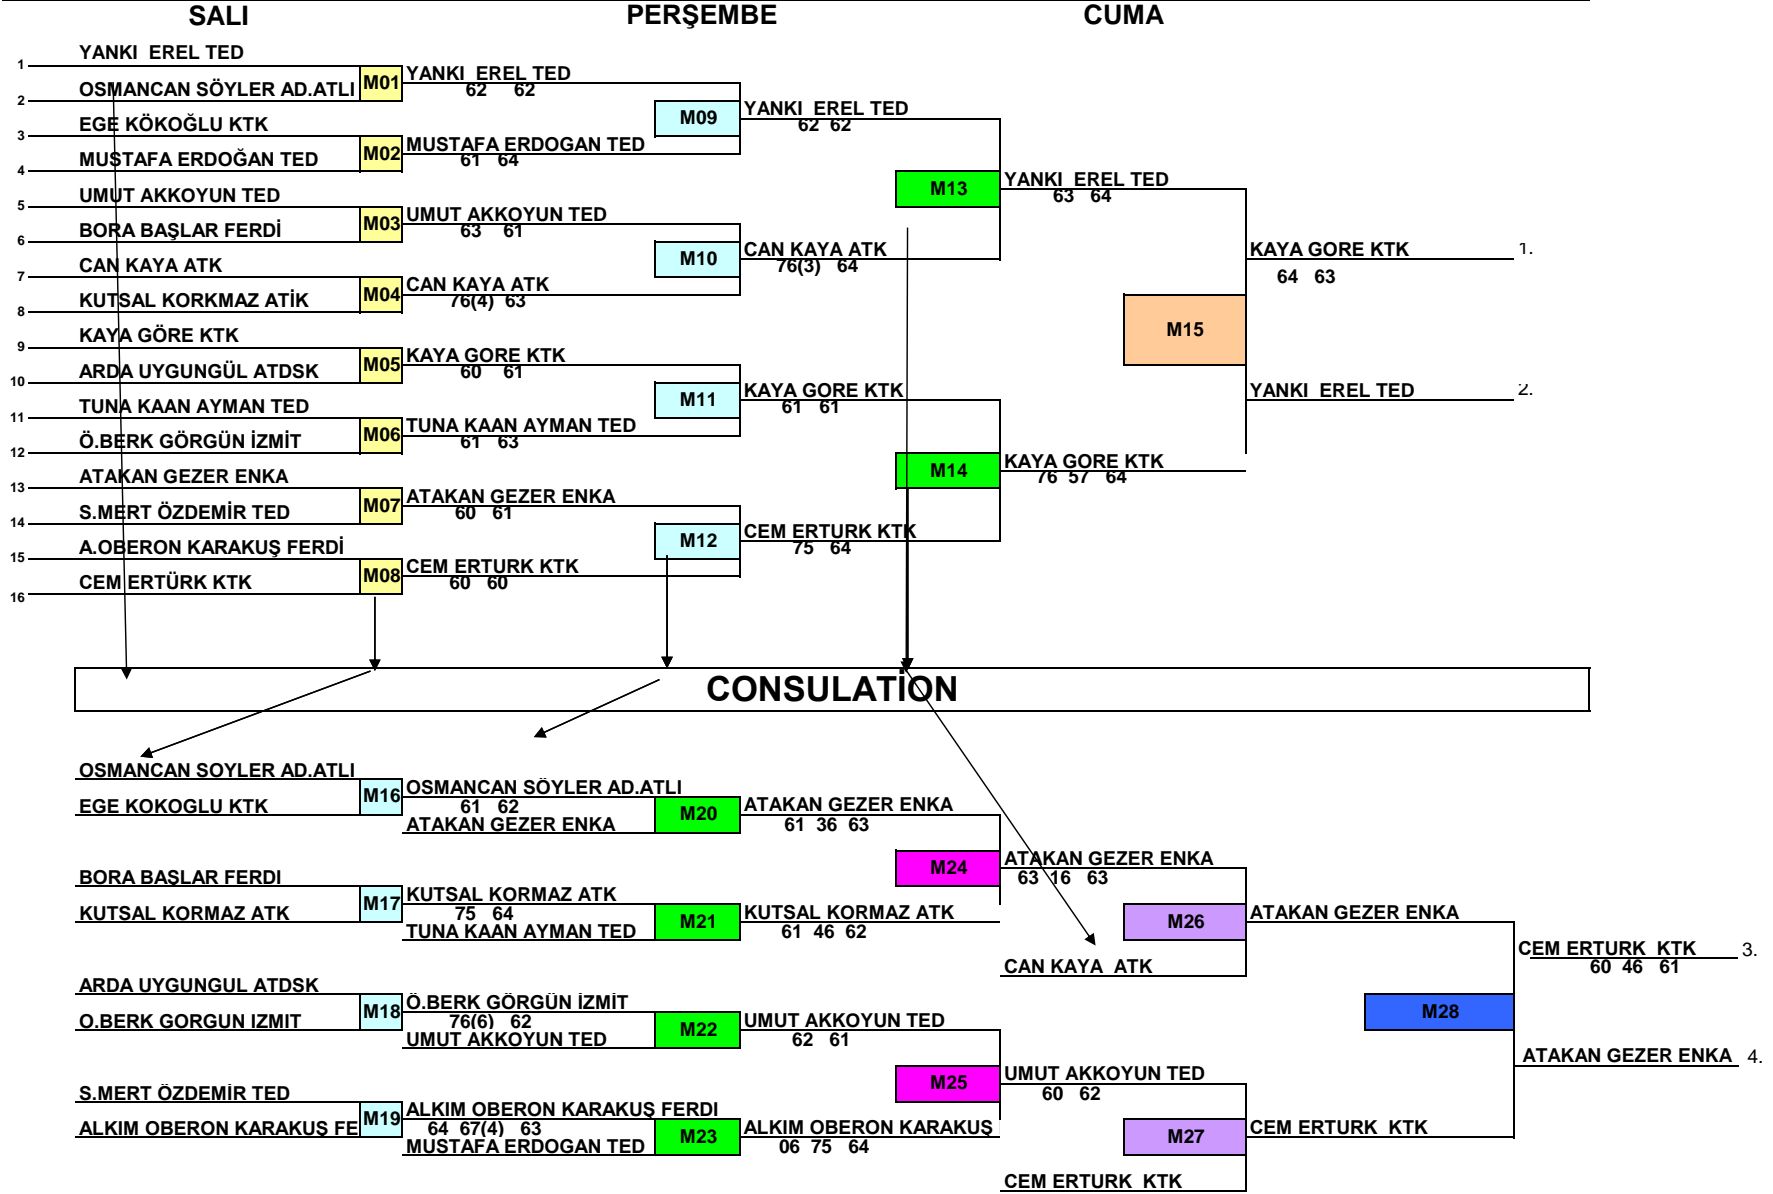 SALI PERŞEMBE CUMA
YANKI EREL TED
1
YANKI EREL TED
M01
62 62
OSMANCAN SÖYLER AD.ATLI
2
YANKI EREL TED
M09
62 62
EGE KÖKOĞLU KTK
3
MUSTAFA ERDOGAN TED
M02
61 64
MUSTAFA ERDOĞAN TED
4
YANKI EREL TED
M13
63 64
UMUT AKKOYUN TED
5
UMUT AKKOYUN TED
M03
63 61
BORA BAŞLAR FERDİ
6
CAN KAYA ATK
M10
76(3) 64
KAYA GORE KTK 1.
64 63
CAN KAYA ATK
7
CAN KAYA ATK
M04
76(4) 63
KUTSAL KORKMAZ ATİK
8
M15
KAYA GÖRE KTK
9
KAYA GORE KTK
M05
60 61
ARDA UYGUNGÜL ATDSK
10
KAYA GORE KTK
M11
61 61
YANKI EREL TED 2.
TUNA KAAN AYMAN TED
11
TUNA KAAN AYMAN TED
M06
61 63
Ö.BERK GÖRGÜN İZMİT
12
KAYA GORE KTK
M14
76 57 64
ATAKAN GEZER ENKA
13
ATAKAN GEZER ENKA
M07
60 61
S.MERT ÖZDEMİR TED
14
CEM ERTURK KTK
M12
75 64
A.OBERON KARAKUŞ FERDİ
15
CEM ERTURK KTK
M08
60 60
CEM ERTÜRK KTK
16
CONSULATİON
OSMANCAN SOYLER AD.ATLI
M16
OSMANCAN SÖYLER AD.ATLI
61 62
EGE KOKOGLU KTK
ATAKAN GEZER ENKA
M20
ATAKAN GEZER ENKA
61 36 63
M24
ATAKAN GEZER ENKA
63 16 63
BORA BAŞLAR FERDI
M17
KUTSAL KORMAZ ATK
75 64
KUTSAL KORMAZ ATK
TUNA KAAN AYMAN TED
M21
KUTSAL KORMAZ ATK
61 46 62
M26
ATAKAN GEZER ENKA
CAN KAYA ATK
CEM ERTURK KTK 3.
60 46 61
ARDA UYGUNGUL ATDSK
M18
Ö.BERK GÖRGÜN İZMİT
76(6) 62
O.BERK GORGUN IZMIT
UMUT AKKOYUN TED
M22
UMUT AKKOYUN TED
62 61
M28
ATAKAN GEZER ENKA 4.
M25
UMUT AKKOYUN TED
60 62
S.MERT ÖZDEMİR TED
M19
ALKIM OBERON KARAKUŞ FERDI
64 67(4) 63
ALKIM OBERON KARAKUŞ FE
MUSTAFA ERDOGAN TED
M23
ALKIM OBERON KARAKUŞ
06 75 64
M27
CEM ERTURK KTK
CEM ERTURK KTK